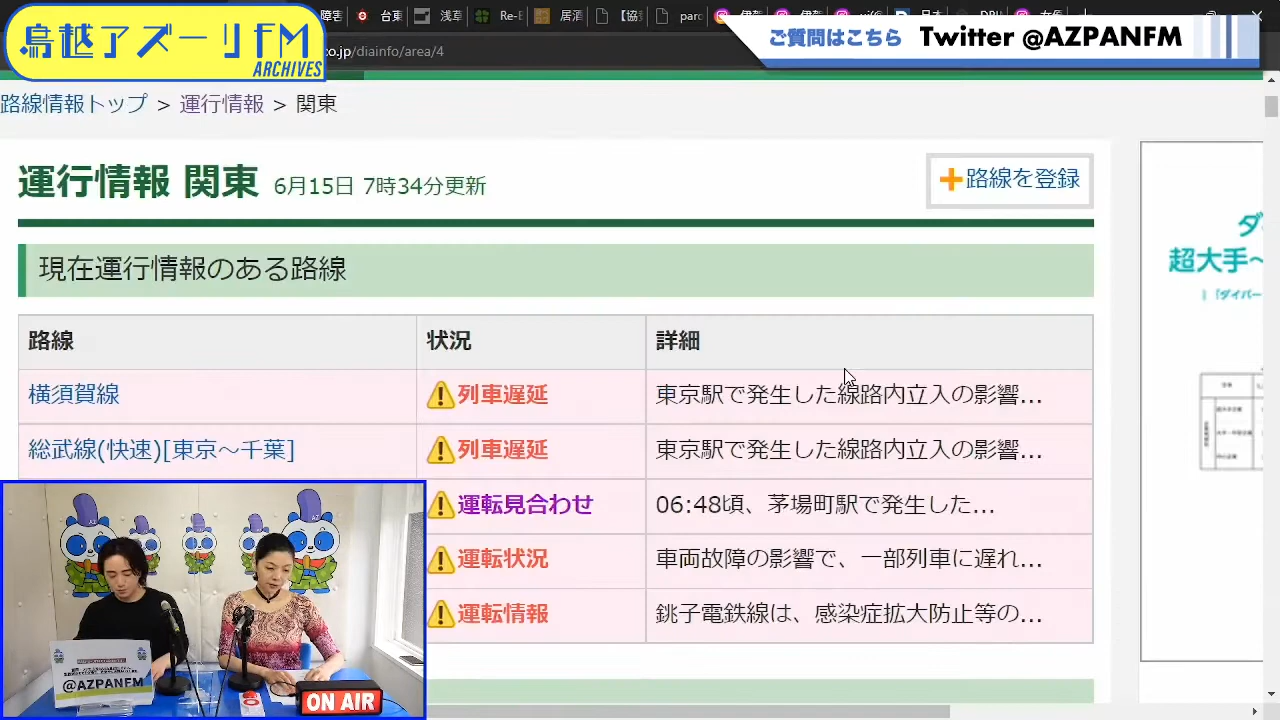 鳥越アズーリFM
ARCHIVES
ご質問はこちら Twitter @AZPANFM
o.jp/diainfo/area/4
路線情報トップ > 運行情報 > 関東
運行情報 関東 6月15日 7時34分更新
路線を登録
現在運行情報のある路線
路線 状況 詳細
横須賀線 列車遅延 東京駅で発生した線路内立入の影響...
総武線(快速)[東京～千葉] 列車遅延 東京駅で発生した線路内立入の影響...
運転見合わせ 06:48頃、茅場町駅で発生した...
運転状況 車両故障の影響で、一部列車に遅れ...
運転情報 銚子電鉄線は、感染症拡大防止等の...
超大手～
@AZPANFM
ON AIR